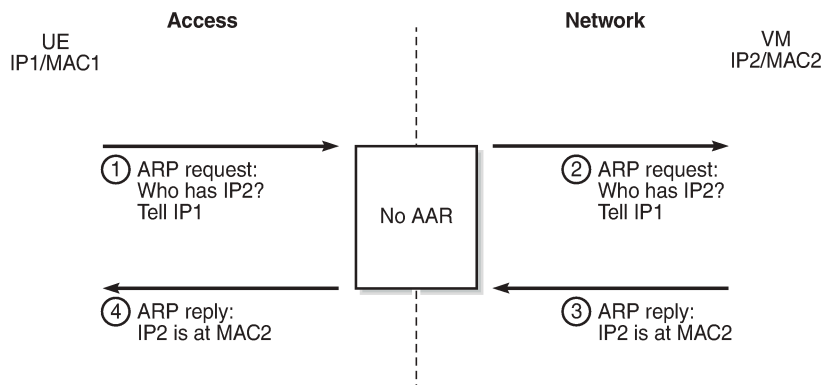 Access
Network
UE
IP1/MAC1
VM
IP2/MAC2
1 ARP request:
Who has IP2?
Tell IP1
2 ARP request:
Who has IP2?
Tell IP1
No AAR
4 ARP reply:
IP2 is at MAC2
3 ARP reply:
IP2 is at MAC2